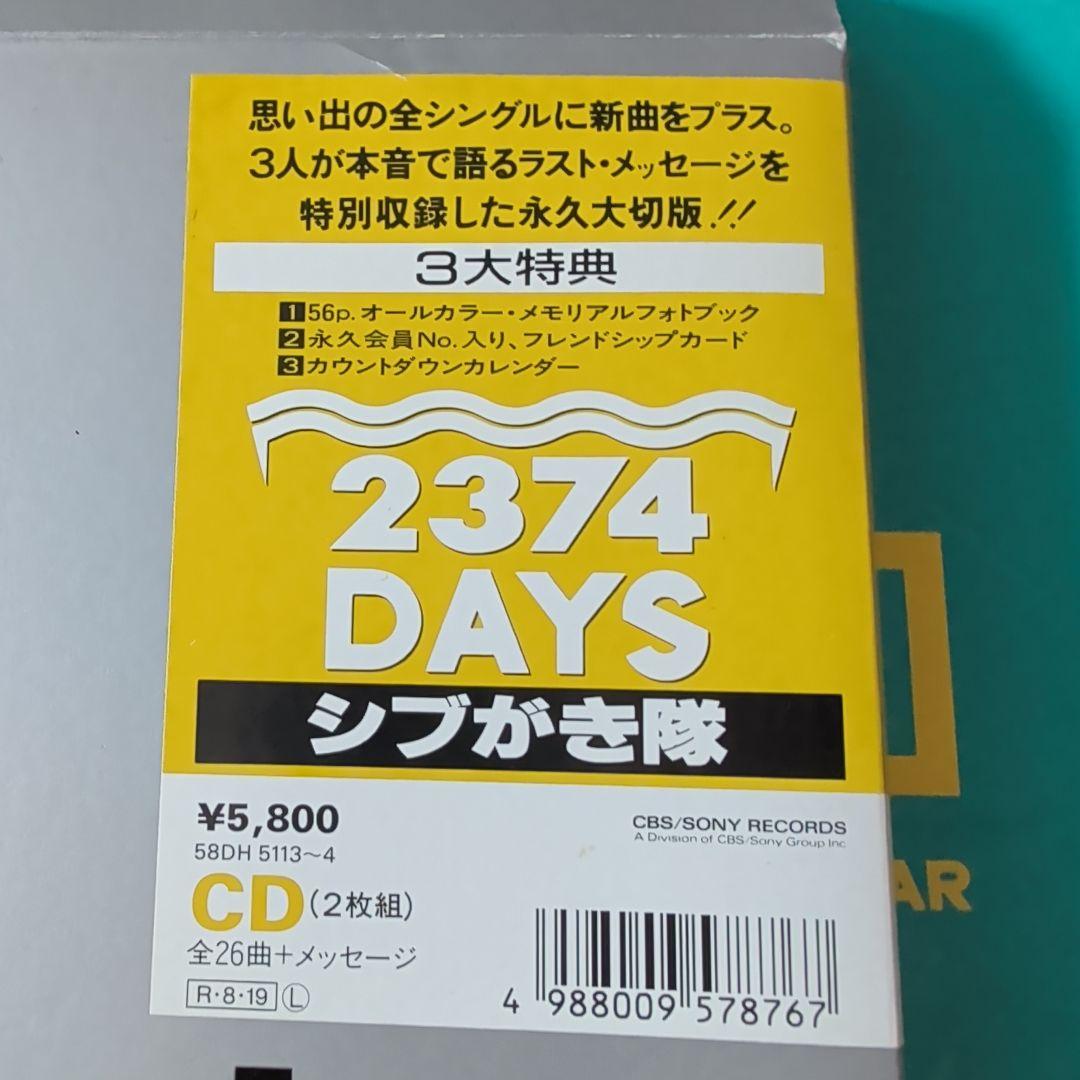 思い出の全シングルに新曲をプラス。
3人が本音で語るラスト・メッセージを
特別収録した永久大切版!!
3大特典
1 56p.オールカラー・メモリアルフォトブック
2 永久会員No.入り、フレンドシップカード
3 カウントダウンカレンダー
2374
DAYS
シブがき隊
¥5,800
58DH 5113～4
CD(2枚組)
全26曲+メッセージ
R・8・19 L
CBS/SONY RECORDS
A Division of CBS/Sony Group Inc
4 988009 578767
AR